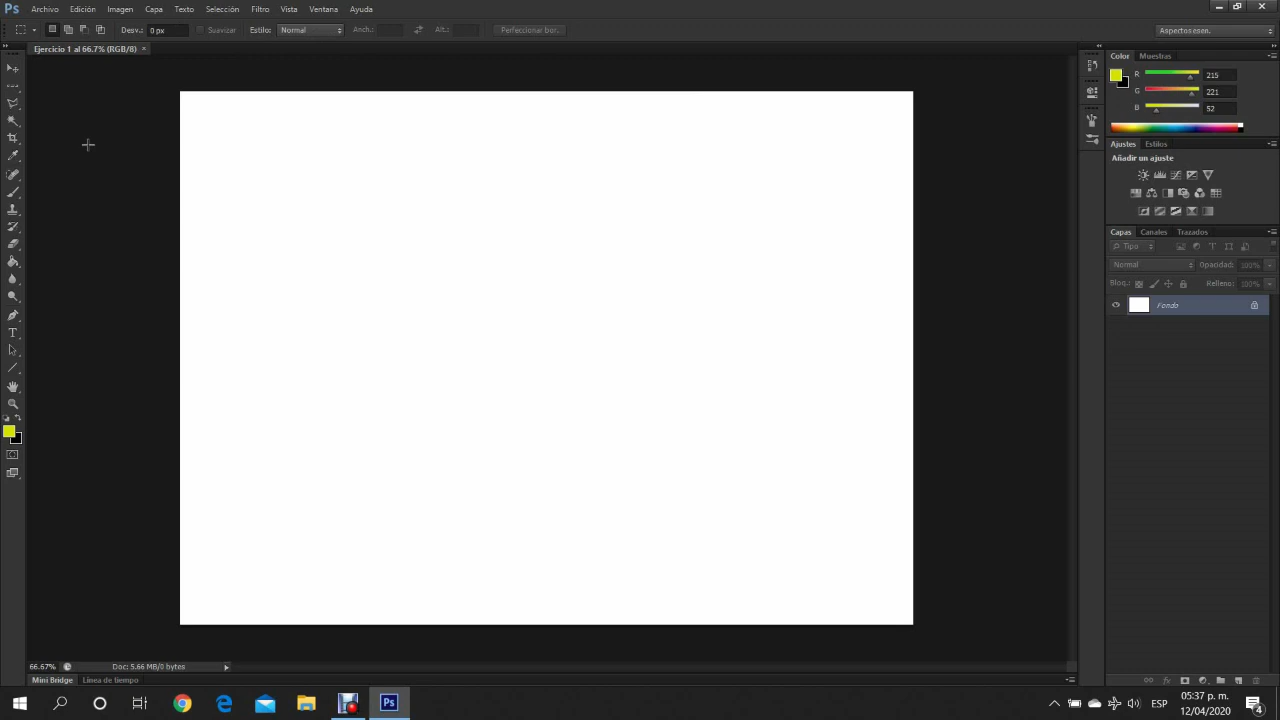 Ps Archivo Edición Imagen Capa Texto Selección Filtro Vista Ventana Ayuda
Desv.: 0 px Suavizar Estilo: Normal Anch.: Alt.: Perfeccionar bor... Aspectos esen.
Ejercicio 1 al 66.7% (RGB/8) ×
Color Muestras
R 215
G 221
B 52
Ajustes Estilos
Añadir un ajuste
Capas Canales Trazados
Tipo
Normal Opacidad: 100%
Bloq.: Relleno: 100%
Fondo
T
66.67% Doc: 5.66 MB/0 bytes
Mini Bridge Línea de tiempo
Ps ESP 05:37 p. m.
12/04/2020 4